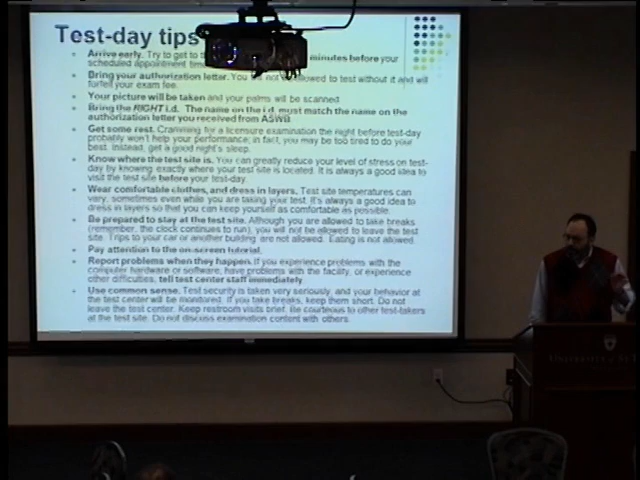 Test-day tips
Arrive early. Try to get to th minutes before your
scheduled appointment time
Bring your authorization letter. You will not be allowed to test without it and will
forfeit your exam fee.
Your picture will be taken and your palms will be scanned
Bring the RIGHT i.d. The name on the i.d. must match the name on the
authorization letter you received from ASWB
Get some rest. Cramming for a licensure examination the night before test-day
probably won't help your performance; in fact, you may be too tired to do your
best. Instead, get a good night's sleep.
Know where the test site is. You can greatly reduce your level of stress on test-
day by knowing exactly where your test site is located. It is always a good idea to
visit the test site before your test-day.
Wear comfortable clothes, and dress in layers. Test site temperatures can
vary, sometimes even while you are taking your test. It's always a good idea to
dress in layers so that you can keep yourself as comfortable as possible.
Be prepared to stay at the test site. Although you are allowed to take breaks
(remember, the clock continues to run), you will not be allowed to leave the test
site. Trips to your car or another building are not allowed. Eating is not allowed.
Pay attention to the on-screen tutorial.
Report problems when they happen. If you experience problems with the
computer hardware or software, have problems with the facility, or experience
other difficulties, tell test center staff immediately
Use common sense. Test security is taken very seriously, and your behavior at
the test center will be monitored. If you take breaks, keep them short. Do not
leave the test center. Keep restroom visits brief. Be courteous to other test-takers
at the test site. Do not discuss examination content with others.